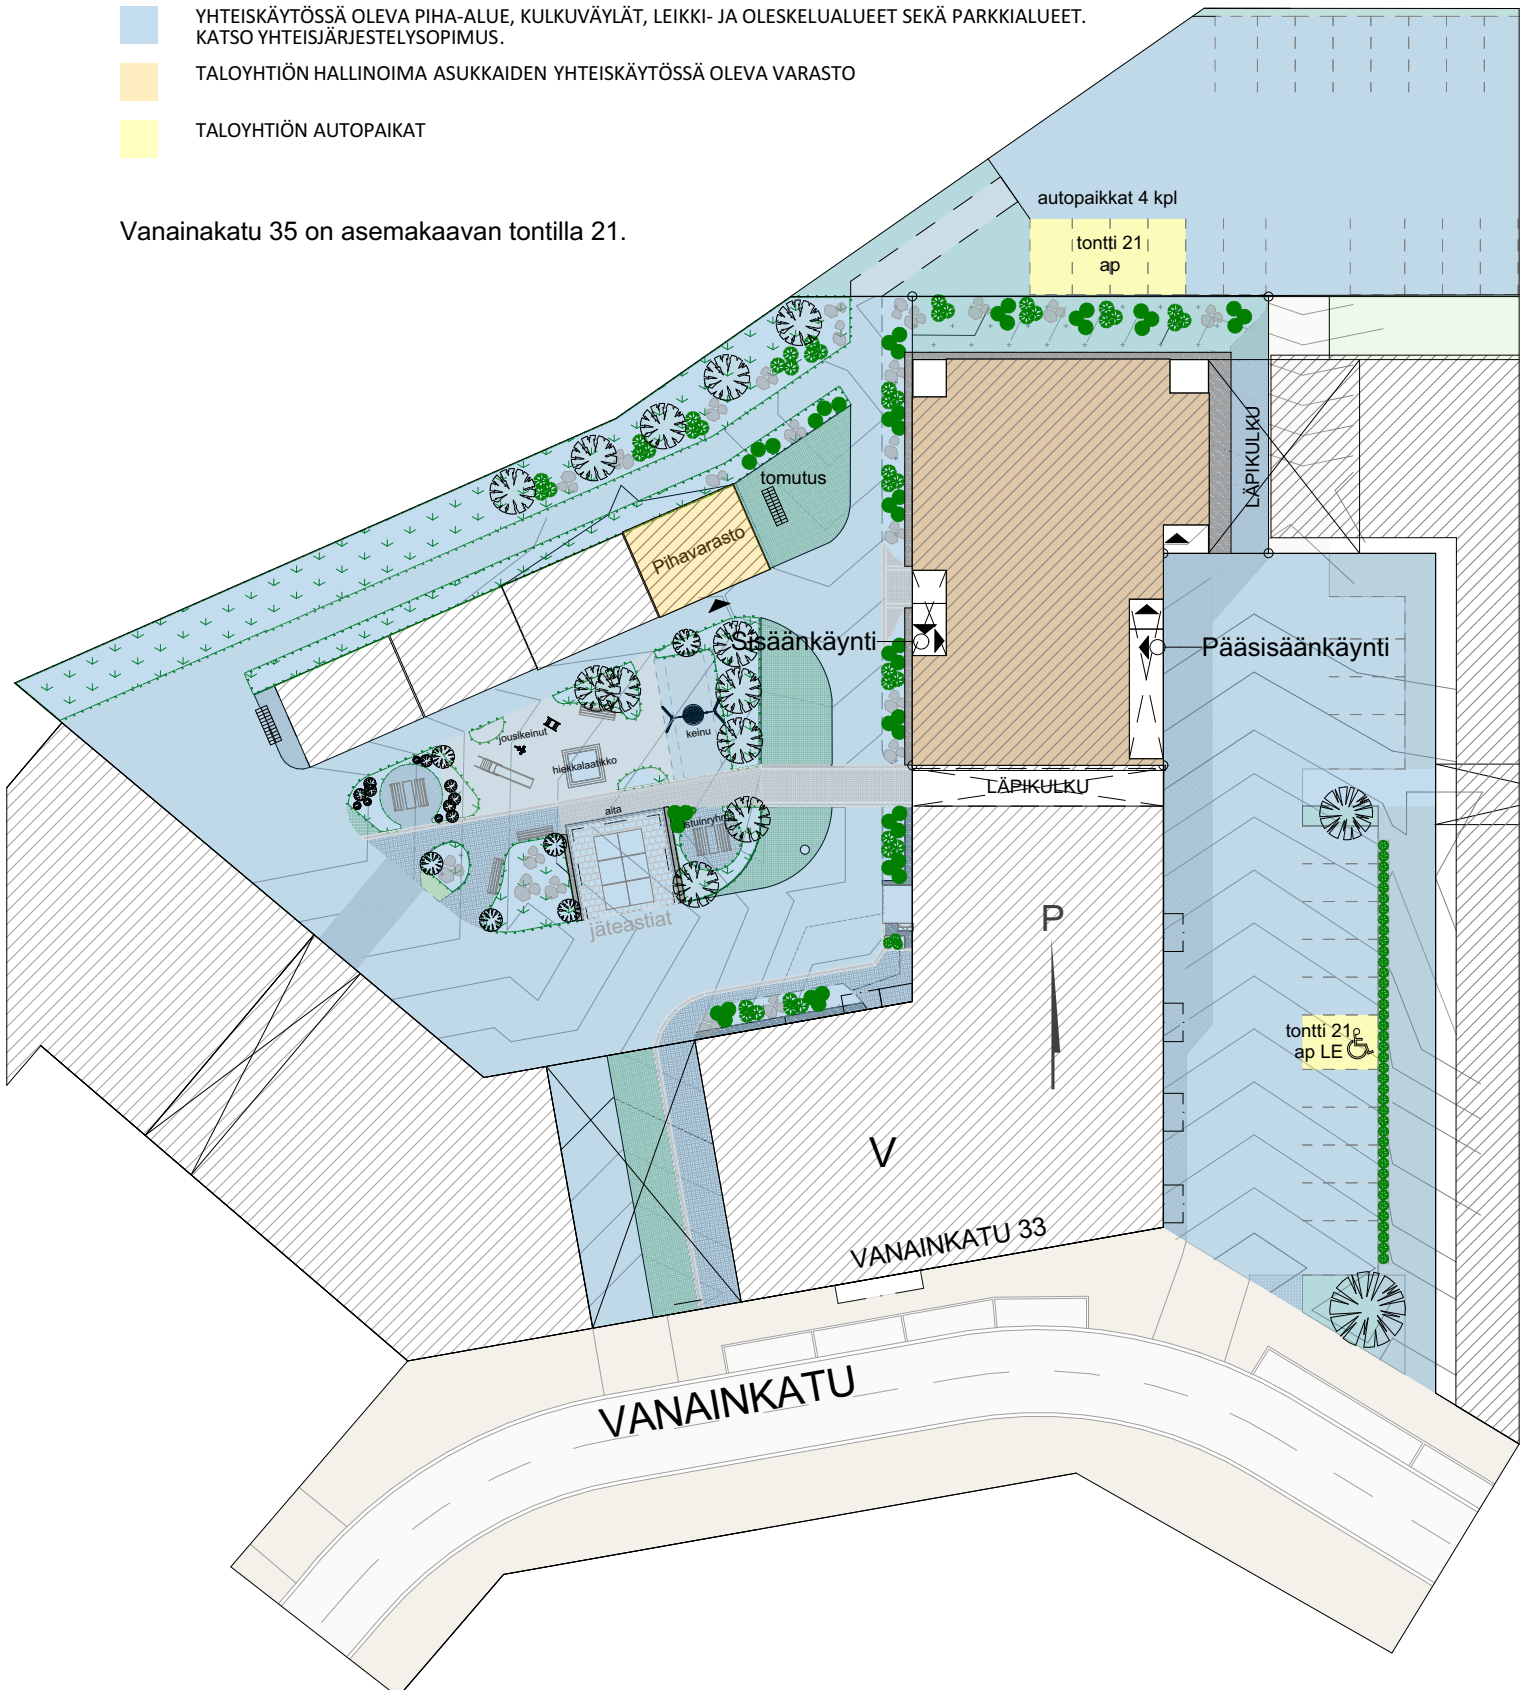 YHTEISKÄYTÖSSÄ OLEVA PIHA-ALUE, KULKUVÄYLÄT, LEIKKI- JA OLESKELUALUEET SEKÄ PARKKIALUEET.
KATSO YHTEISJÄRJESTELYSOPIMUS.
TALOYHTIÖN HALLINOIMA ASUKKAIDEN YHTEISKÄYTÖSSÄ OLEVA VARASTO
TALOYHTIÖN AUTOPAIKAT
Vanainakatu 35 on asemakaavan tontilla 21.
autopaikkat 4 kpl
tontti 21
ap
LÄPIKULKU
tomutus
Pihavarasto
Sisäänkäynti
Pääsisäänkäynti
jousikeinut
keinu
hiekkalaatikko
LÄPIKULKU
aita
istuinryhmä
jäteastiat
P
tontti 21
ap LE
V
VANAINKATU 33
VANAINKATU